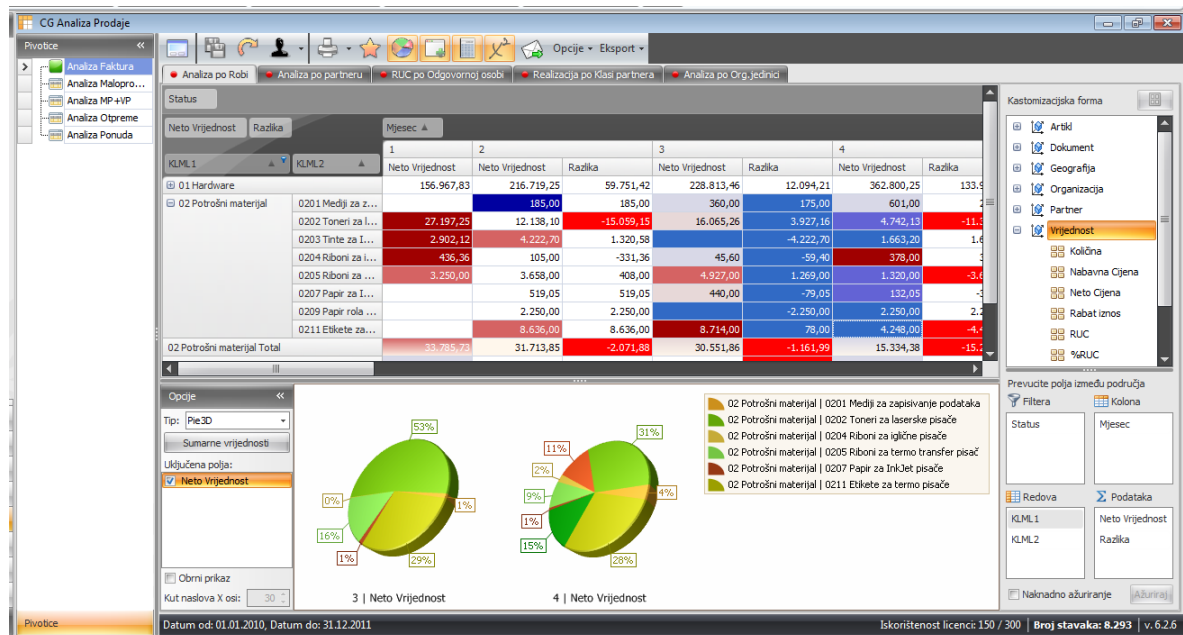 CG Analiza Prodaje
Pivotice «
Analiza Faktura
Analiza Malopro...
Analiza MP+VP
Analiza Otpreme
Analiza Ponuda
Opcije Eksport
Analiza po Robi Analiza po partneru RUC po Odgovornoj osobi Realizacija po Klasi partnera Analiza po Org.jedinici
Status
Neto Vrijednost Razlika Mjesec
1 2 3 4
KLML1 KLML2 Neto Vrijednost Neto Vrijednost Razlika Neto Vrijednost Razlika Neto Vrijednost Razlika
01 Hardware 156.967,83 216.719,25 59.751,42 228.813,46 12.094,21 362.800,25 133.9
02 Potrošni materijal 0201 Mediji za z... 185,00 185,00 360,00 175,00 601,00
0202 Toneri za l... 27.197,25 12.138,10 -15.059,15 16.065,26 3.927,16 4.742,13 -11.3
0203 Tinte za I... 2.902,12 4.222,70 1.320,58 -4.222,70 1.663,20 1.6
0204 Riboni za i... 436,36 105,00 -331,36 45,60 -59,40 378,00
0205 Riboni za ... 3.250,00 3.658,00 408,00 4.927,00 1.269,00 1.320,00 -3.6
0207 Papir za I... 519,05 519,05 440,00 -79,05 132,05
0209 Papir rola ... 2.250,00 2.250,00 -2.250,00 2.250,00 2.2
0211 Etikete za... 8.636,00 8.636,00 8.714,00 78,00 4.248,00 -4.4
02 Potrošni materijal Total 33.785,73 31.713,85 -2.071,88 30.551,86 -1.161,99 15.334,38 -15.2
Kastomizacijska forma
Artikl
Dokument
Geografija
Organizacija
Partner
Vrijednost
Količina
Nabavna Cijena
Neto Cijena
Rabat iznos
RUC
%RUC
Prevucite polja između područja
Filtera Kolona
Status Mjesec
Redova Σ Podataka
KLML1 Neto Vrijednost
KLML2 Razlika
Naknadno ažuriranje Ažuriraj
Opcije «
Tip: Pie3D
Sumarne vrijednosti
Uključena polja:
Neto Vrijednost
Obrni prikaz
Kut naslova X osi: 30
53%
0%
1%
16%
1%
29%
3 | Neto Vrijednost
31%
11%
2%
4%
9%
1%
15%
28%
4 | Neto Vrijednost
02 Potrošni materijal | 0201 Mediji za zapisivanje podataka
02 Potrošni materijal | 0202 Toneri za laserske pisače
02 Potrošni materijal | 0204 Riboni za iglične pisače
02 Potrošni materijal | 0205 Riboni za termo transfer pisač
02 Potrošni materijal | 0207 Papir za InkJet pisače
02 Potrošni materijal | 0211 Etikete za termo pisače
Pivotice
Datum od: 01.01.2010, Datum do: 31.12.2011 Iskorištenost licenci: 150 / 300 Broj stavaka: 8.293 v. 6.2.6